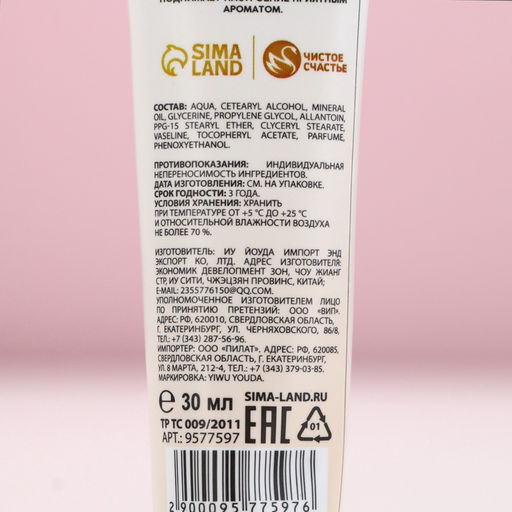 АРОМАТОМ.
SIMA LAND
ЧИСТОЕ СЧАСТЬЕ
СОСТАВ: AQUA, CETEARYL ALCOHOL, MINERAL
OIL, GLYCERINE, PROPYLENE GLYCOL, ALLANTOIN,
PPG-15 STEARYL ETHER, CLYCERYL STEARATE,
VASELINE, TOCOPHERYL ACETATE, PARFUME,
PHENOXYETHANOL.
ПРОТИВОПОКАЗАНИЯ: ИНДИВИДУАЛЬНАЯ
НЕПЕРЕНОСИМОСТЬ ИНГРЕДИЕНТОВ.
ДАТА ИЗГОТОВЛЕНИЯ: СМ. НА УПАКОВКЕ.
СРОК ГОДНОСТИ: 3 ГОДА.
УСЛОВИЯ ХРАНЕНИЯ: ХРАНИТЬ
ПРИ ТЕМПЕРАТУРЕ ОТ +5 °C ДО +25 °C
И ОТНОСИТЕЛЬНОЙ ВЛАЖНОСТИ ВОЗДУХА
НЕ БОЛЕЕ 70 %.
ИЗГОТОВИТЕЛЬ: ИУ ЙОУДА ИМПОРТ ЭНД
ЭКСПОРТ КО, ЛТД. АДРЕС ИЗГОТОВИТЕЛЯ:
ЭКОНОМИК ДЕВЕЛОПМЕНТ ЗОН, ЧОУ ЖИАНГ
СТР, ИУ СИТИ, ЧЖЭЦЗЯН ПРОВИНС, КИТАЙ;
E-MAIL: 2355776150@QQ.COM.
УПОЛНОМОЧЕННОЕ ИЗГОТОВИТЕЛЕМ ЛИЦО
ПО ПРИНЯТИЮ ПРЕТЕНЗИЙ: ООО «ВИП».
АДРЕС: РФ, 620010, СВЕРДЛОВСКАЯ ОБЛАСТЬ,
Г. ЕКАТЕРИНБУРГ, УЛ. ЧЕРНЯХОВСКОГО, 86/8,
ТЕЛ.: +7 (343) 287-56-96.
ИМПОРТЕР: ООО «ПИЛАТ». АДРЕС: РФ, 620085,
СВЕРДЛОВСКАЯ ОБЛАСТЬ, Г. ЕКАТЕРИНБУРГ,
УЛ. 8 МАРТА, 212-4, ТЕЛ.: +7 (343) 379-03-85.
МАРКИРОВКА: YIWU YOUDA.
℮ 30 МЛ SIMA-LAND.RU
ТР ТС 009/2011 EAC 01
АРТ.: 9577597
2900095775976